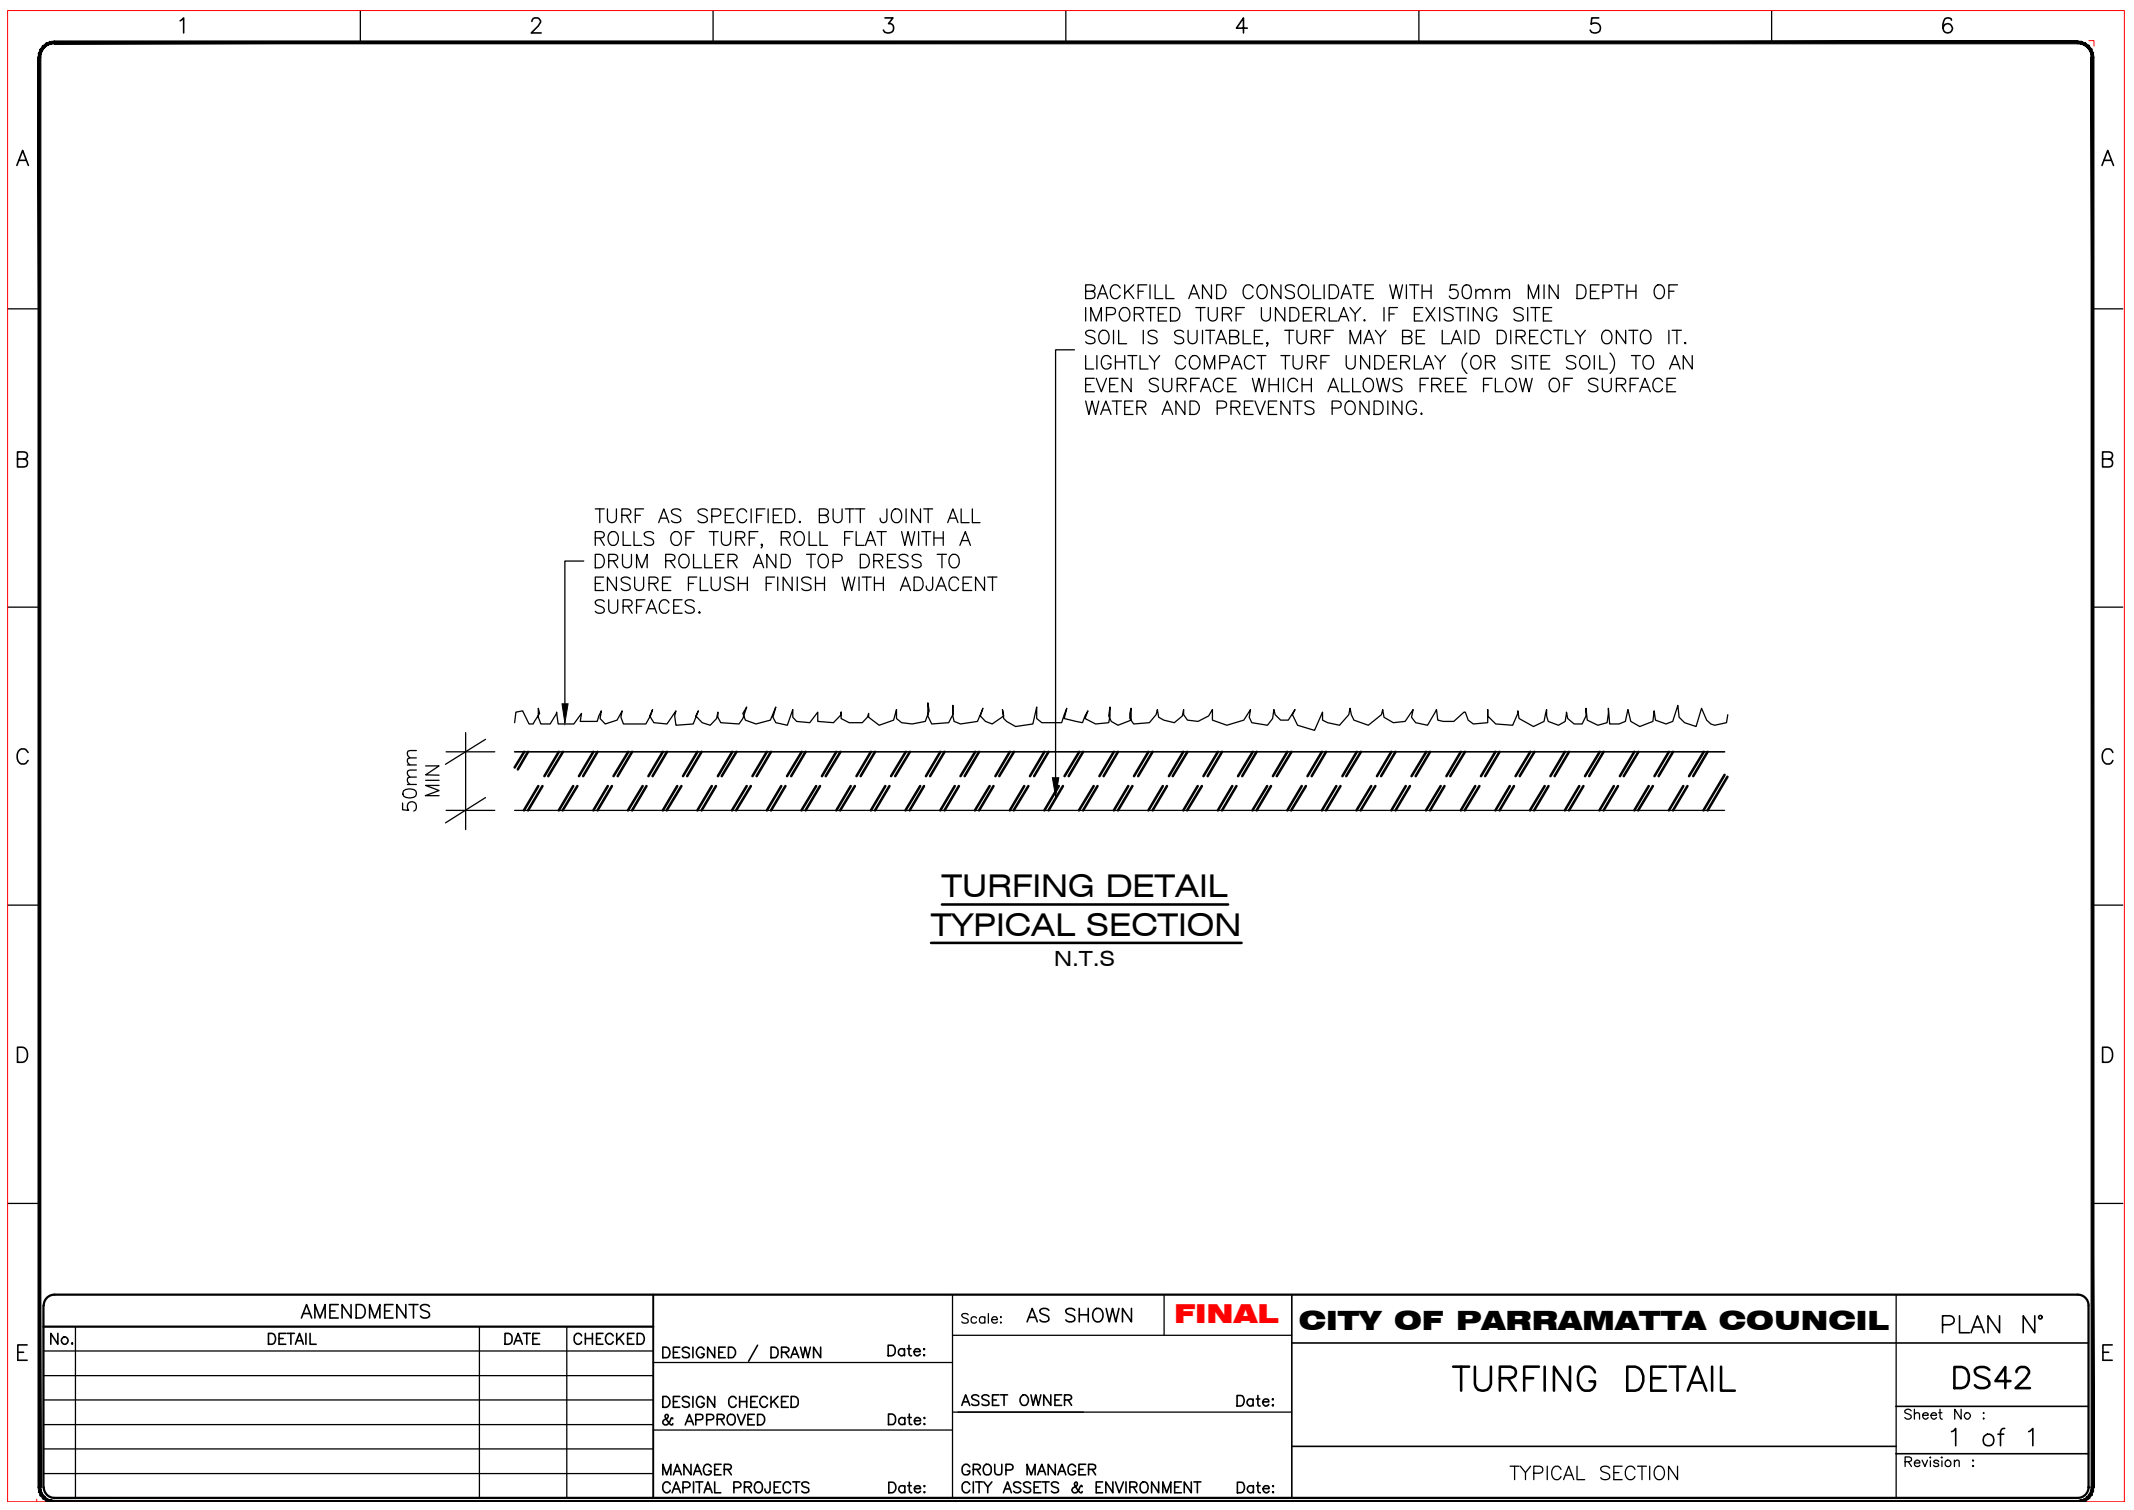 1 2 3 4 5 6
A A
BACKFILL AND CONSOLIDATE WITH 50mm MIN DEPTH OF
IMPORTED TURF UNDERLAY. IF EXISTING SITE
SOIL IS SUITABLE, TURF MAY BE LAID DIRECTLY ONTO IT.
LIGHTLY COMPACT TURF UNDERLAY (OR SITE SOIL) TO AN
EVEN SURFACE WHICH ALLOWS FREE FLOW OF SURFACE
WATER AND PREVENTS PONDING.
B B
TURF AS SPECIFIED. BUTT JOINT ALL
ROLLS OF TURF, ROLL FLAT WITH A
DRUM ROLLER AND TOP DRESS TO
ENSURE FLUSH FINISH WITH ADJACENT
SURFACES.
C C
50mm
MIN
TURFING DETAIL
TYPICAL SECTION
N.T.S
D D
E E
AMENDMENTS
No. DETAIL DATE CHECKED
DESIGNED / DRAWN Date:
DESIGN CHECKED
& APPROVED Date:
MANAGER
CAPITAL PROJECTS Date:
Scale: AS SHOWN
FINAL
ASSET OWNER Date:
GROUP MANAGER
CITY ASSETS & ENVIRONMENT Date:
CITY OF PARRAMATTA COUNCIL
TURFING DETAIL
TYPICAL SECTION
PLAN N°
DS42
Sheet No :
1 of 1
Revision :